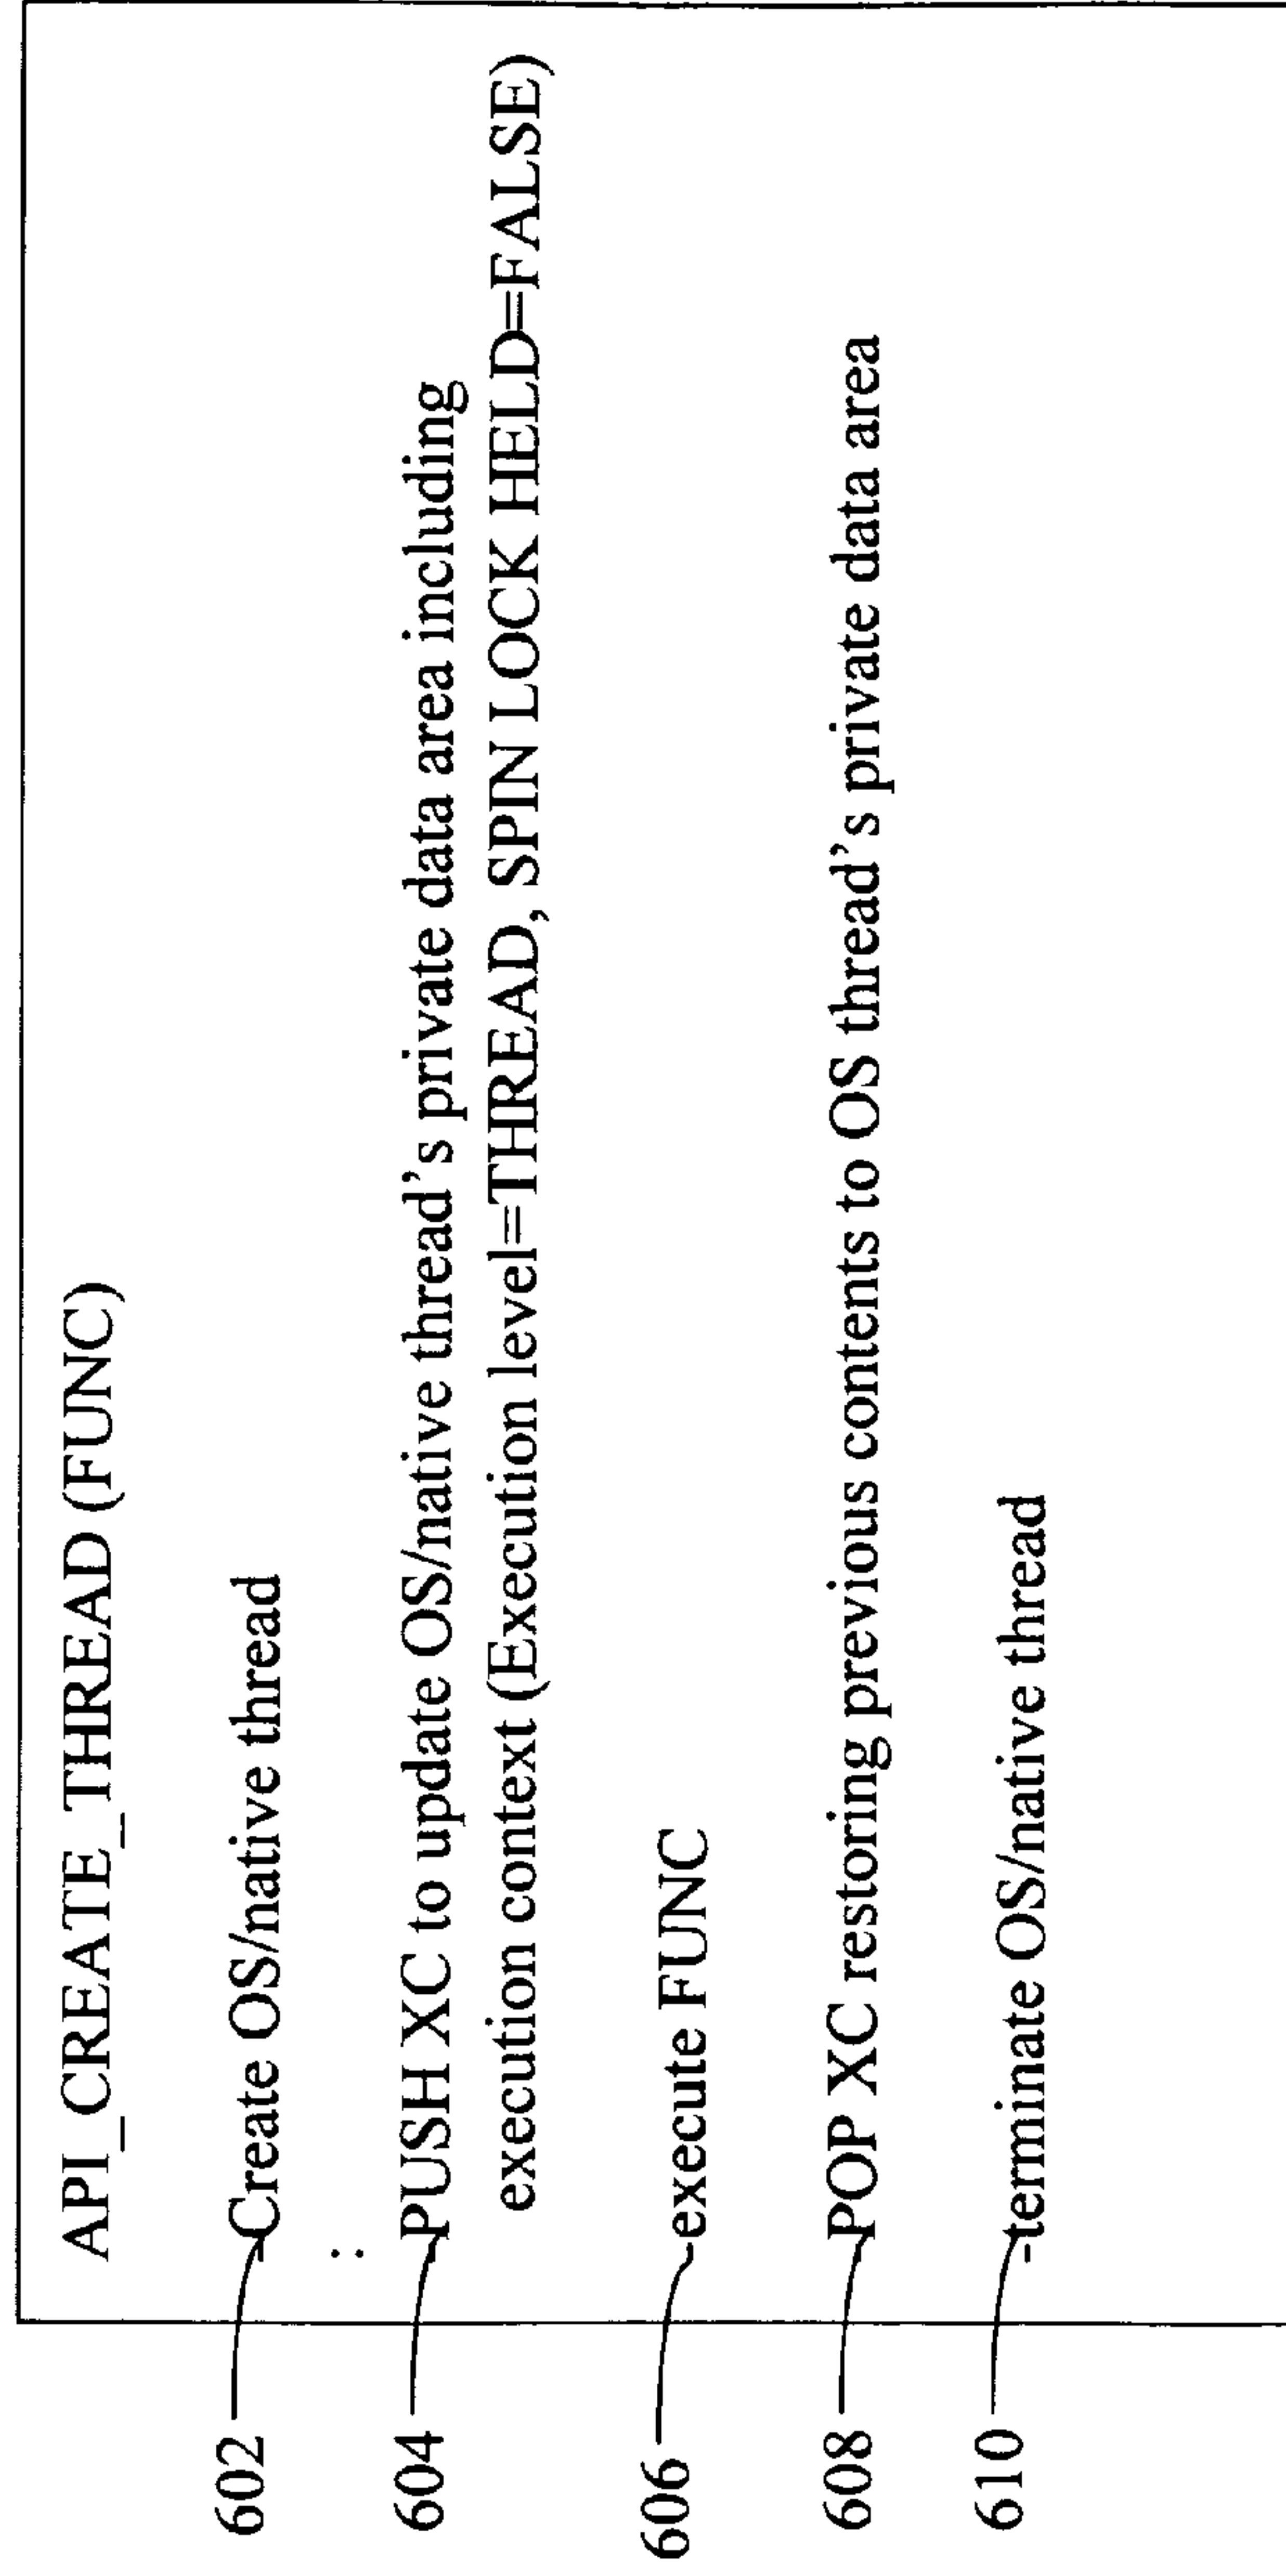 API_CREATE_THREAD (FUNC)
602 -Create OS/native thread
:
604 -PUSH XC to update OS/native thread's private data area including
execution context (Execution level=THREAD, SPIN LOCK HELD=FALSE)
606 -execute FUNC
608 -POP XC restoring previous contents to OS thread's private data area
610 -terminate OS/native thread